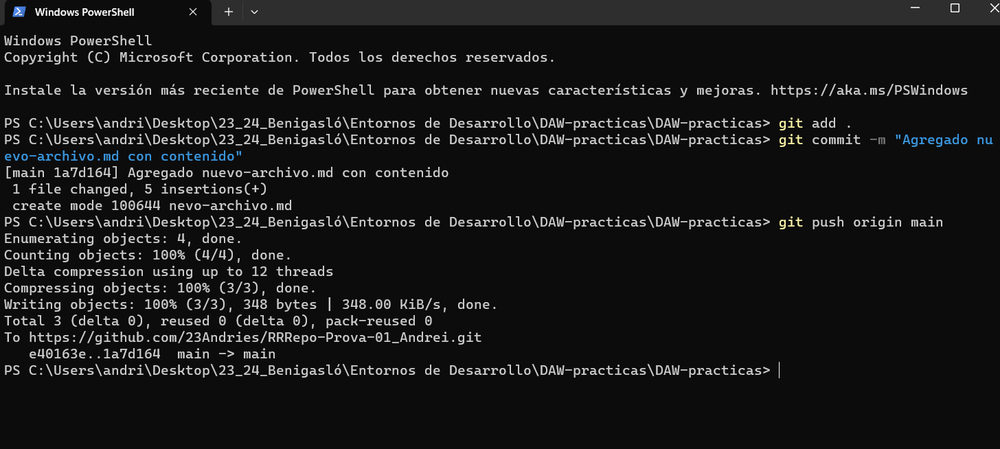 Windows PowerShell
Windows PowerShell
Copyright (C) Microsoft Corporation. Todos los derechos reservados.
Instale la versión más reciente de PowerShell para obtener nuevas características y mejoras. https://aka.ms/PSWindows
PS C:\Users\andri\Desktop\23_24_Benigasló\Entornos de Desarrollo\DAW-practicas\DAW-practicas> git add .
PS C:\Users\andri\Desktop\23_24_Benigasló\Entornos de Desarrollo\DAW-practicas\DAW-practicas> git commit -m "Agregado nu
evo-archivo.md con contenido"
[main 1a7d164] Agregado nuevo-archivo.md con contenido
 1 file changed, 5 insertions(+)
 create mode 100644 nevo-archivo.md
PS C:\Users\andri\Desktop\23_24_Benigasló\Entornos de Desarrollo\DAW-practicas\DAW-practicas> git push origin main
Enumerating objects: 4, done.
Counting objects: 100% (4/4), done.
Delta compression using up to 12 threads
Compressing objects: 100% (3/3), done.
Writing objects: 100% (3/3), 348 bytes | 348.00 KiB/s, done.
Total 3 (delta 0), reused 0 (delta 0), pack-reused 0
To https://github.com/23Andries/RRRepo-Prova-01_Andrei.git
   e40163e..1a7d164  main -> main
PS C:\Users\andri\Desktop\23_24_Benigasló\Entornos de Desarrollo\DAW-practicas\DAW-practicas>